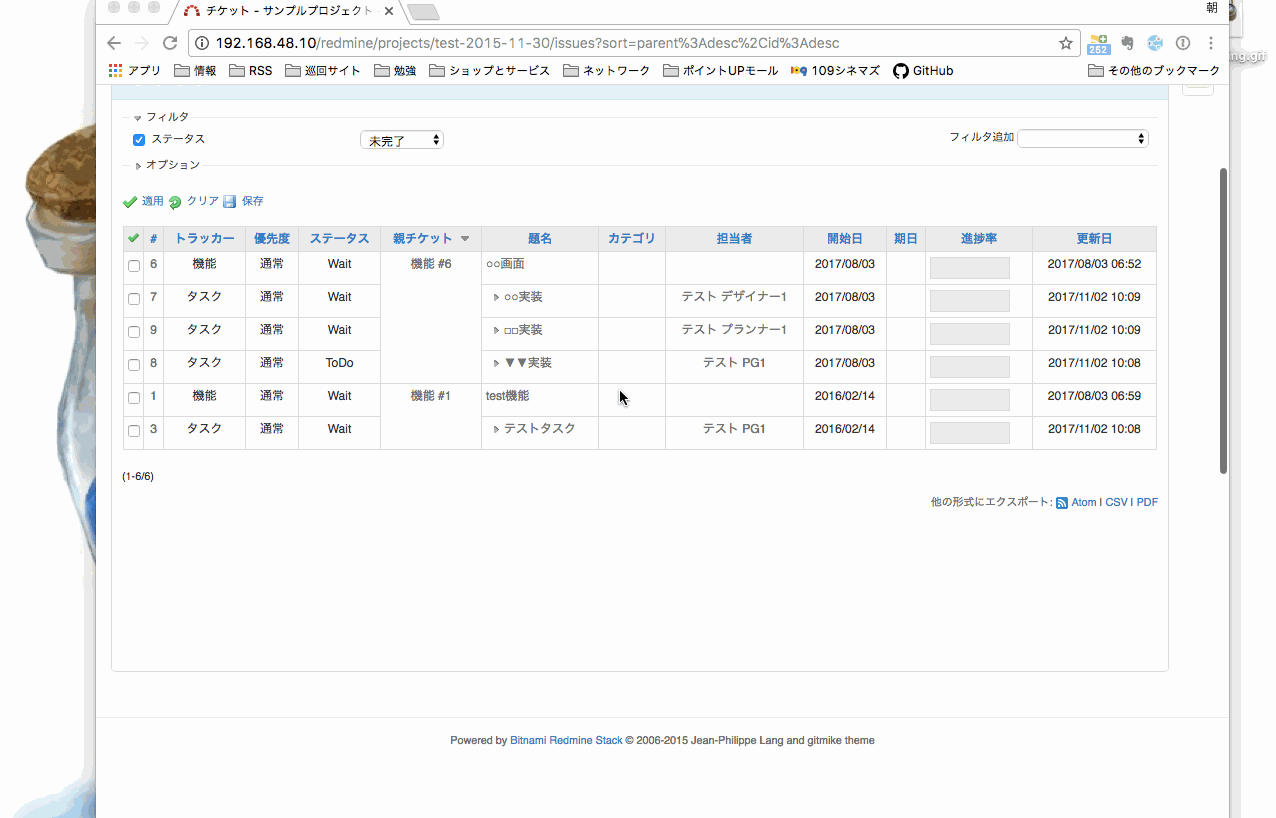 朝
チケット - サンプルプロジェクト
192.168.48.10/redmine/projects/test-2015-11-30/issues?sort=parent%3Adesc%2Cid%3Adesc
252
ng.gif
アプリ 情報 RSS 巡回サイト 勉強 ショップとサービス ネットワーク ポイントUPモール 109シネマズ GitHub その他のブックマーク
フィルタ
ステータス 未完了 フィルタ追加
オプション
適用 クリア 保存
# トラッカー 優先度 ステータス 親チケット 題名 カテゴリ 担当者 開始日 期日 進捗率 更新日
6 機能 通常 Wait 機能 #6 ○○画面 2017/08/03 2017/08/03 06:52
7 タスク 通常 Wait ○○実装 テスト デザイナー1 2017/08/03 2017/11/02 10:09
9 タスク 通常 Wait □□実装 テスト プランナー1 2017/08/03 2017/11/02 10:09
8 タスク 通常 ToDo ▼▼実装 テスト PG1 2017/08/03 2017/11/02 10:08
1 機能 通常 Wait 機能 #1 test機能 2016/02/14 2017/08/03 06:59
3 タスク 通常 Wait テストタスク テスト PG1 2016/02/14 2017/11/02 10:08
(1-6/6)
他の形式にエクスポート: Atom | CSV | PDF
Powered by Bitnami Redmine Stack © 2006-2015 Jean-Philippe Lang and gitmike theme